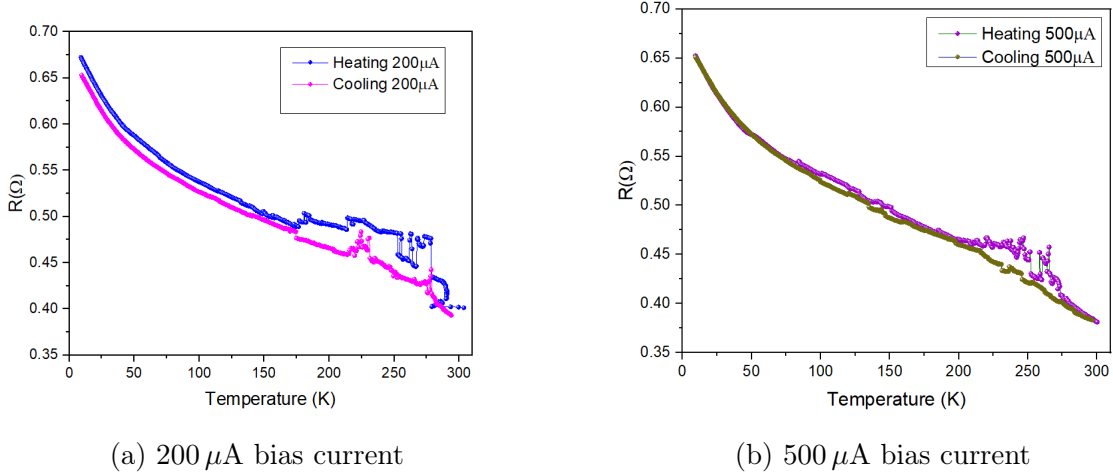 0.70
0.65
0.60
0.55
0.50
0.45
0.40
0.35
R(Ω)
Heating 200μA
Cooling 200μA
0 50 100 150 200 250 300
Temperature (K)
(a) 200 μA bias current
0.70
0.65
0.60
0.55
0.50
0.45
0.40
0.35
R(Ω)
Heating 500μA
Cooling 500μA
0 50 100 150 200 250 300
Temperature (K)
(b) 500 μA bias current